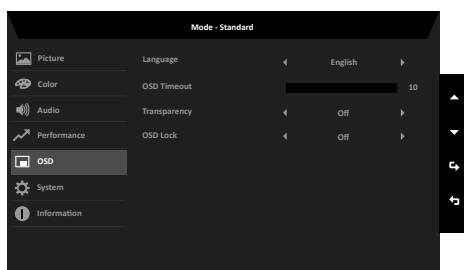 Mode - Standard
Picture
Language
English
Color
OSD Timeout
10
Audio
Transparency
Off
Performance
OSD Lock
Off
OSD
System
Information